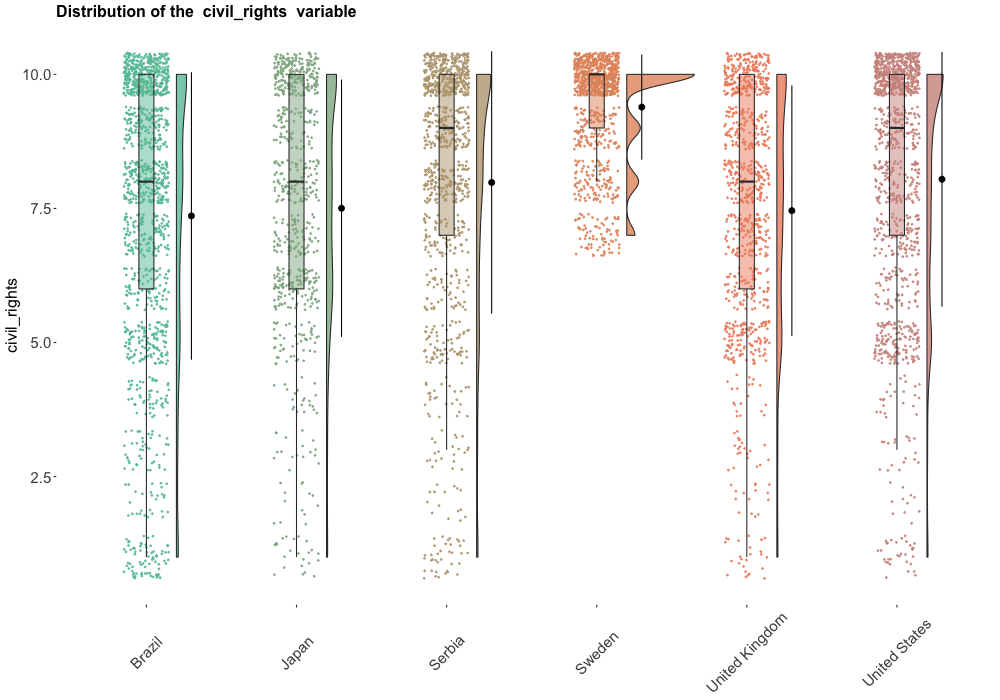 Distribution of the  civil_rights  variable
civil_rights
10.0
7.5
5.0
2.5
Brazil
Japan
Serbia
Sweden
United Kingdom
United States